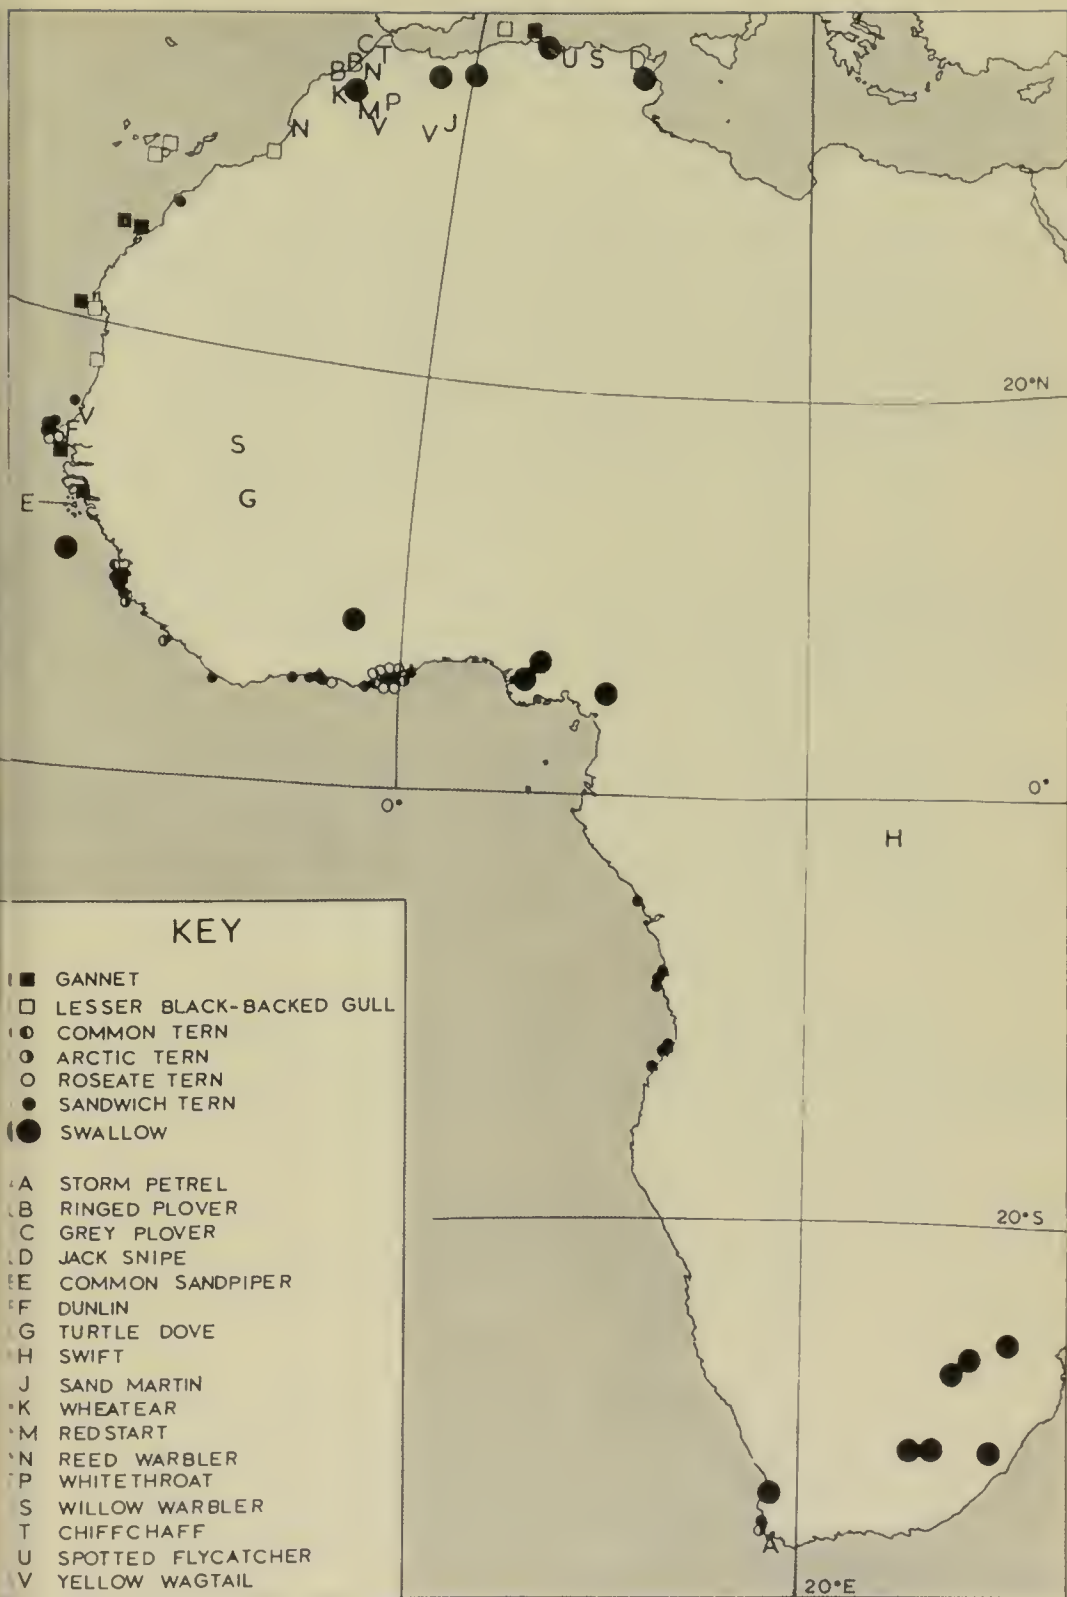 C
T
B B N
U S D
K M P
V V J
N
20°N
V
F
S
G
E
0°
0°
H
KEY
GANNET
LESSER BLACK-BACKED GULL
COMMON TERN
ARCTIC TERN
ROSEATE TERN
SANDWICH TERN
SWALLOW
A STORM PETREL
B RINGED PLOVER
C GREY PLOVER
D JACK SNIPE
E COMMON SANDPIPER
F DUNLIN
G TURTLE DOVE
H SWIFT
J SAND MARTIN
K WHEATEAR
M REDSTART
N REED WARBLER
P WHITETHROAT
S WILLOW WARBLER
T CHIFFCHAFF
U SPOTTED FLYCATCHER
V YELLOW WAGTAIL
20°S
A
20°E